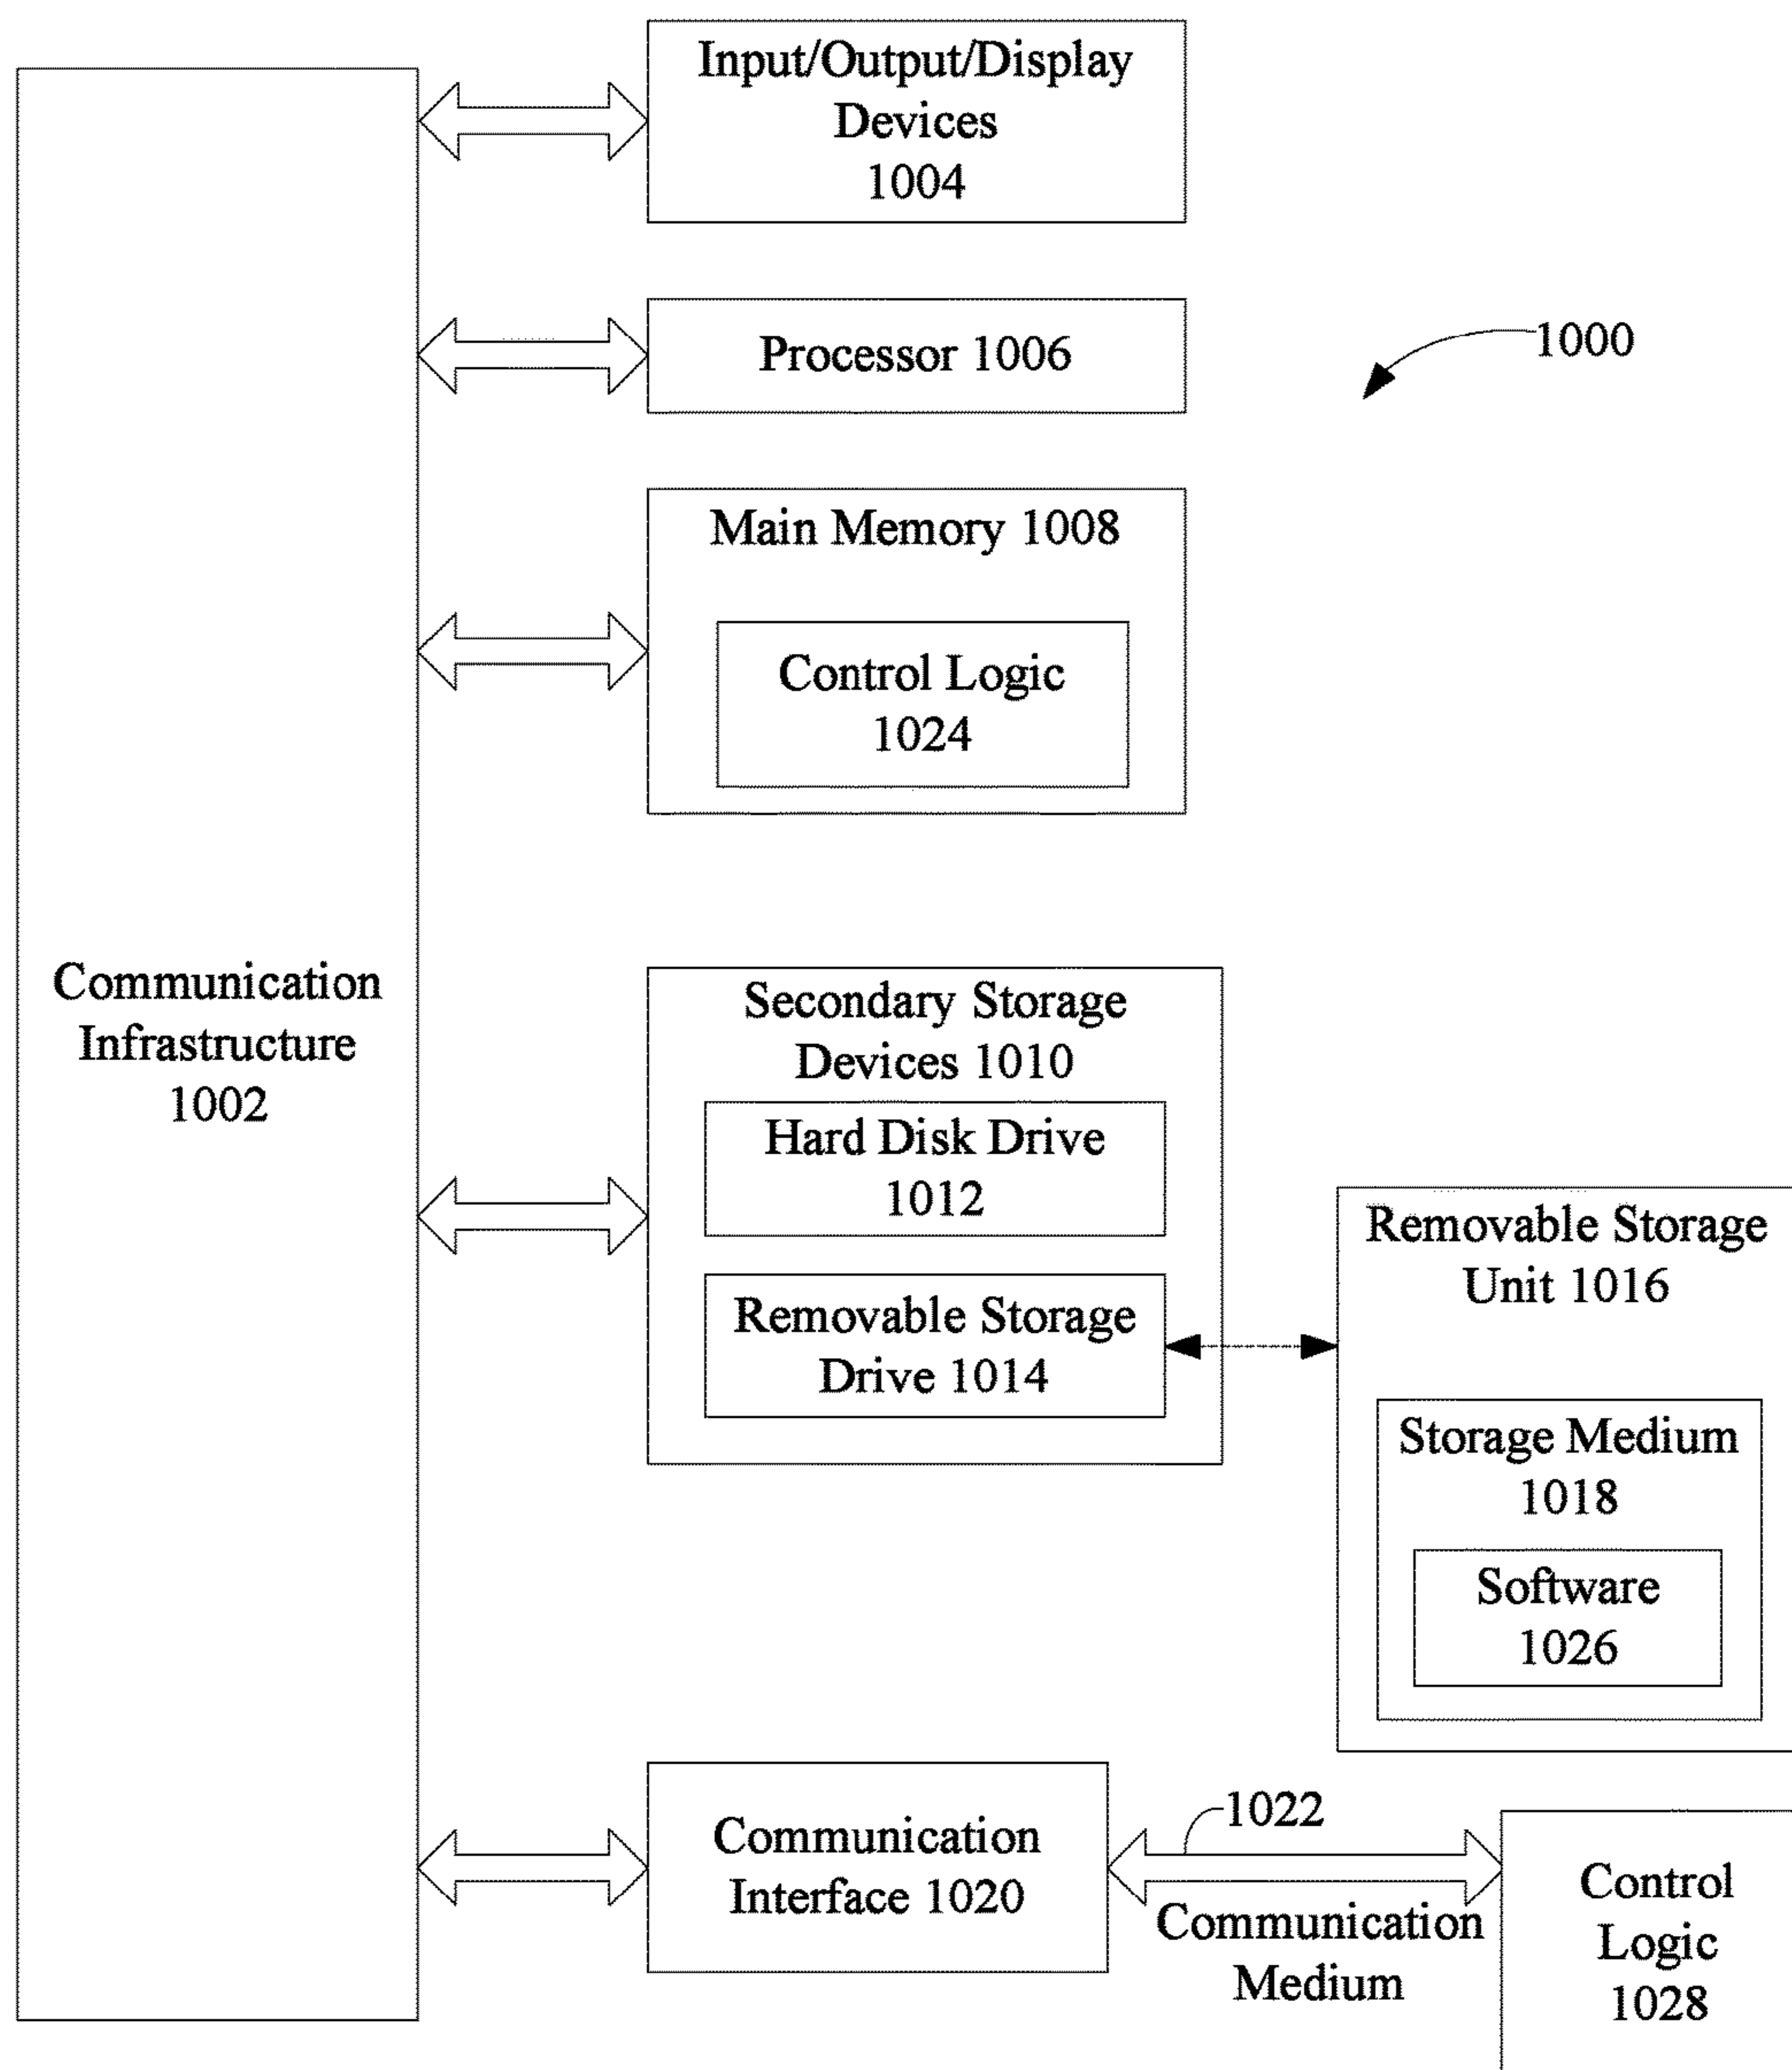 Input/Output/Display
Devices
1004
Processor 1006
1000
Main Memory 1008
Control Logic
1024
Communication
Infrastructure
1002
Secondary Storage
Devices 1010
Hard Disk Drive
1012
Removable Storage
Drive 1014
Removable Storage
Unit 1016
Storage Medium
1018
Software
1026
Communication
Interface 1020
1022
Communication
Medium
Control
Logic
1028